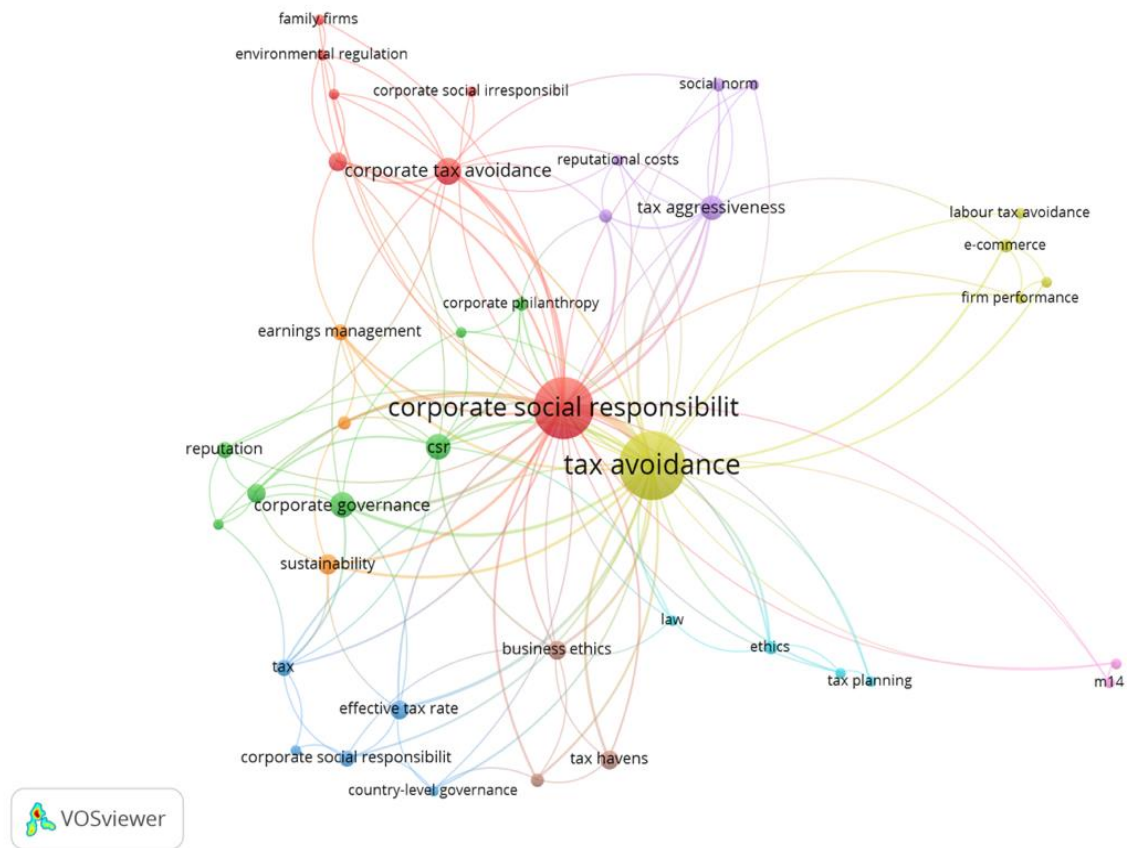 family firms
environmental regulation
corporate social irresponsibil
social norm
reputational costs
corporate tax avoidance
tax aggressiveness
labour tax avoidance
e-commerce
firm performance
corporate philanthropy
earnings management
corporate social responsibilit
reputation
csr
tax avoidance
corporate governance
sustainability
law
ethics
business ethics
tax
tax planning
m14
effective tax rate
corporate social responsibilit
tax havens
country-level governance
VOSviewer